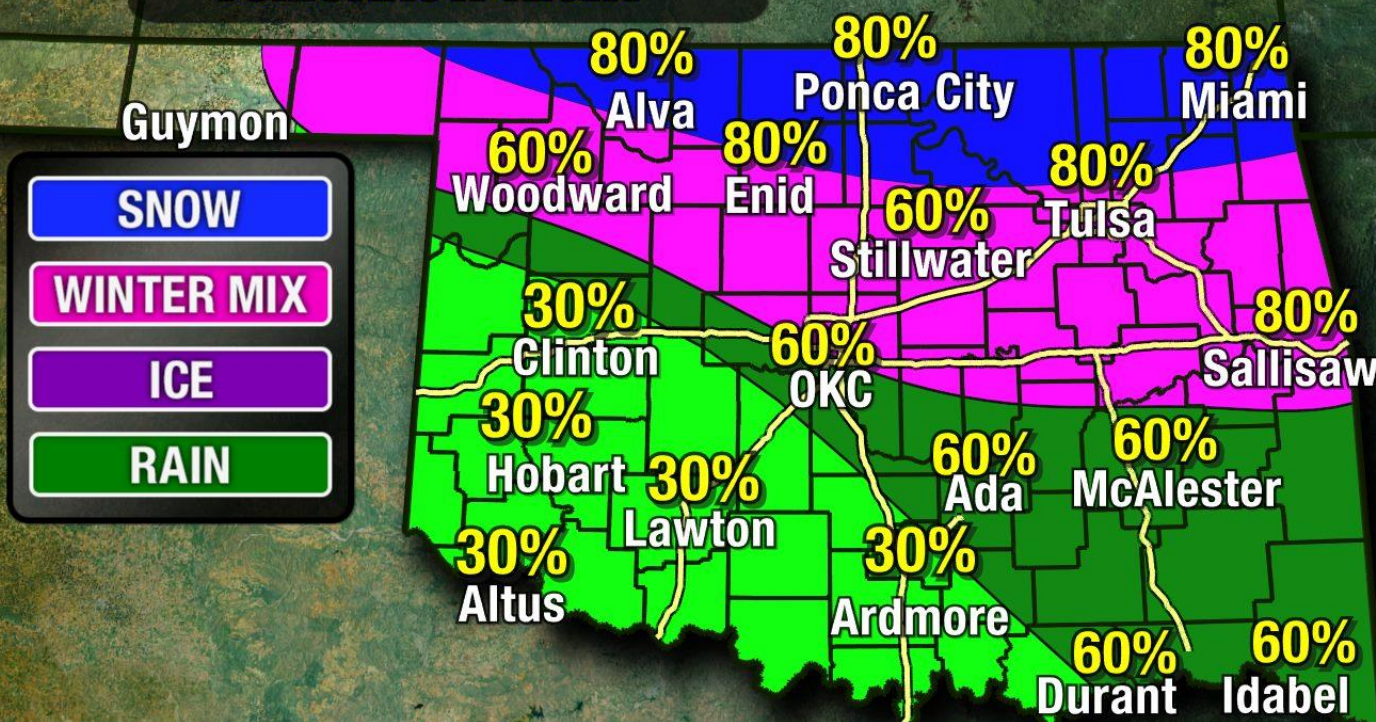 80%
Alva
80%
Ponca City
80%
Miami
Guymon
60%
Woodward
80%
Enid
60%
Stillwater
80%
Tulsa
SNOW
WINTER MIX
ICE
RAIN
30%
Clinton
60%
OKC
80%
Sallisaw
30%
Hobart
30%
Lawton
60%
Ada
60%
McAlester
30%
Altus
30%
Ardmore
60%
Durant
60%
Idabel